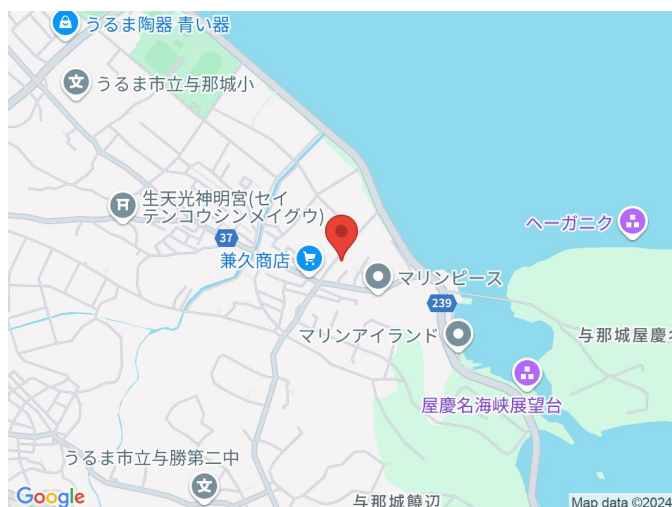 うるま陶器 青い器
うるま市立与那城小
生天光神明宮(セイ
テンコウシンメイグウ)
37
兼久商店
ヘーガニク
マリンピース
239
マリンアイランド
与那城屋慶名
屋慶名海峡展望台
うるま市立与勝第二中
与那城饒辺
Google
Map data ©2024